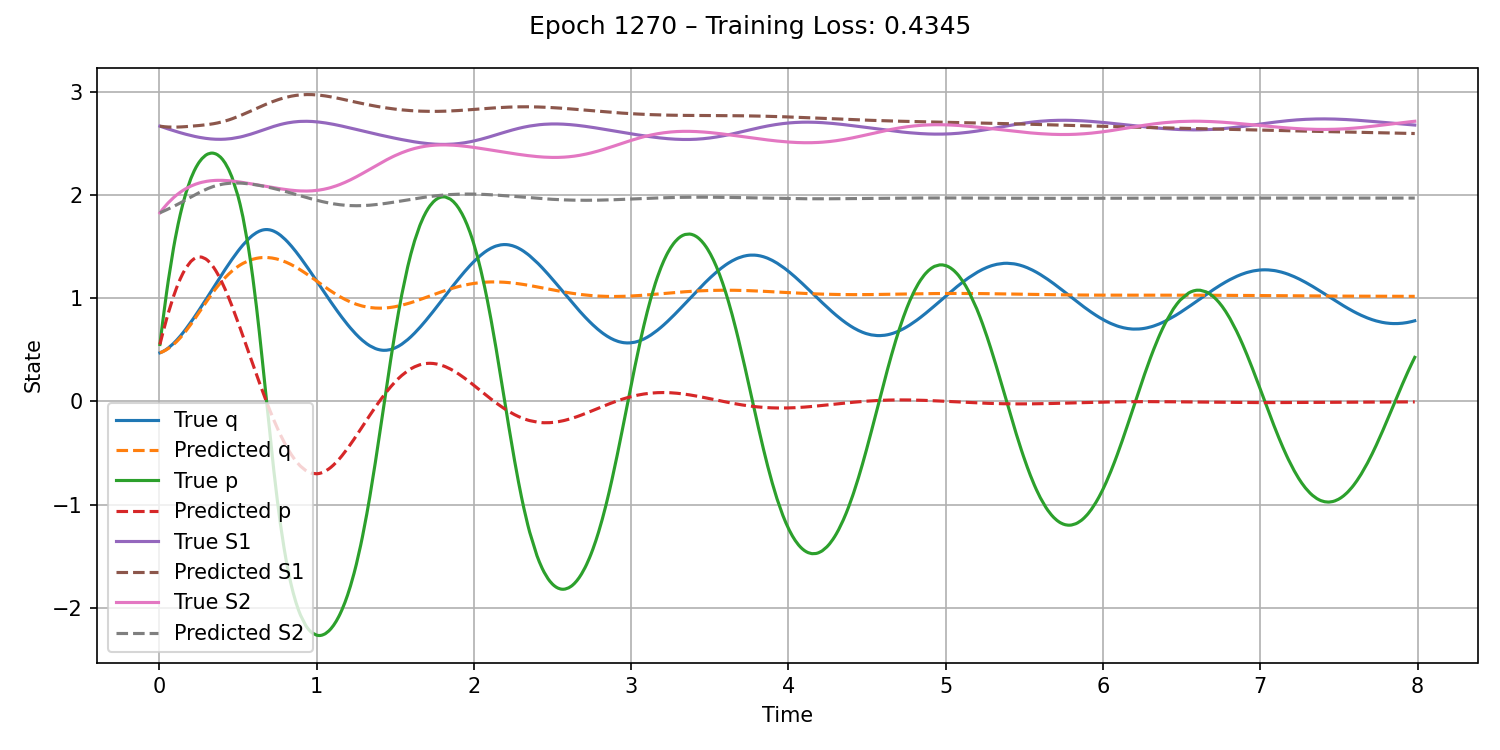 Epoch 1270 – Training Loss: 0.4345
State
3
2
1
0
−1
−2
True q
Predicted q
True p
Predicted p
True S1
Predicted S1
True S2
Predicted S2
0 1 2 3 4 5 6 7 8
Time